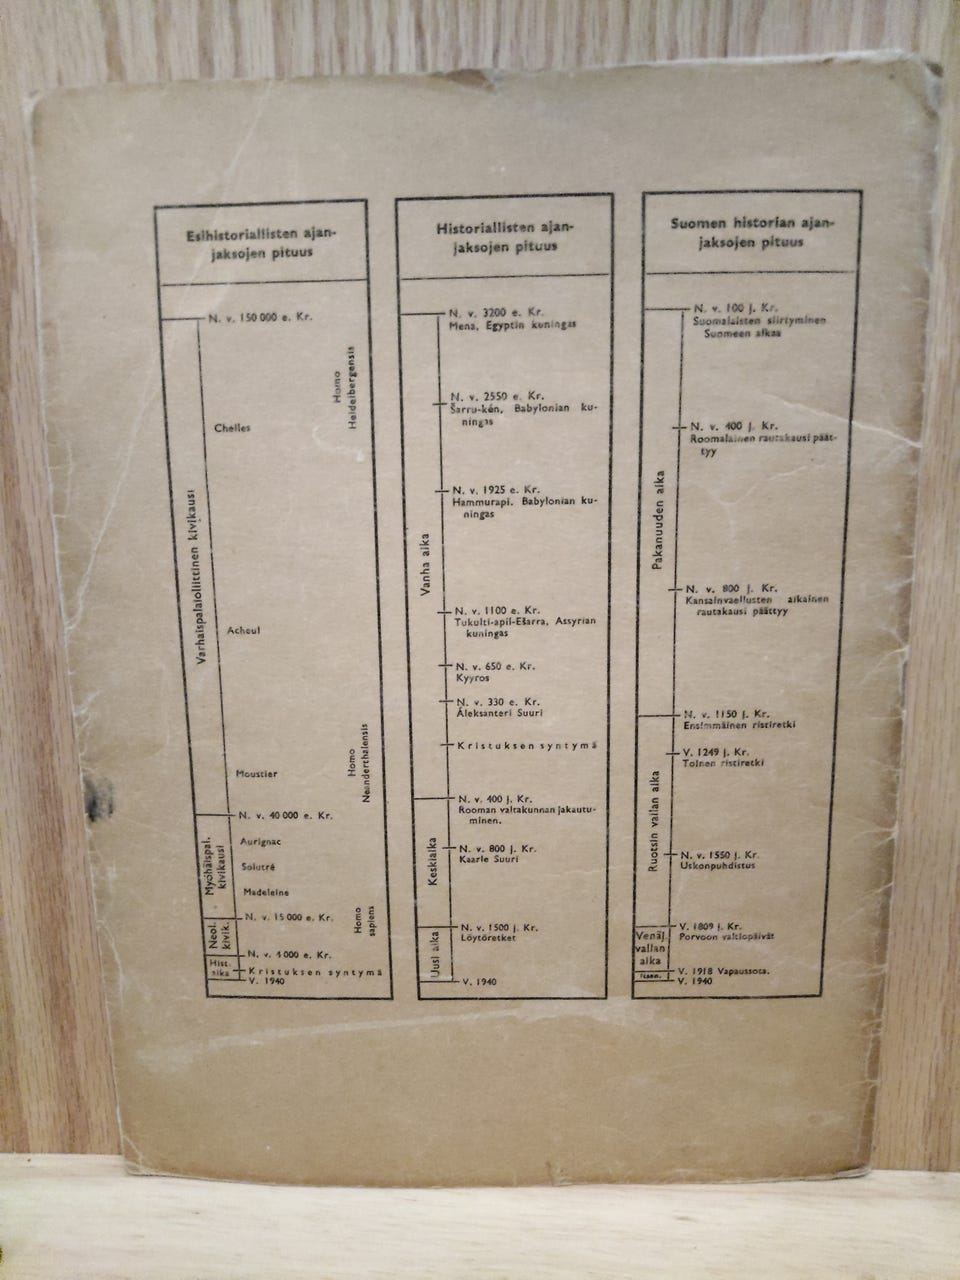 Esihistoriallisten ajan-
jaksojen pituus
N. v. 150 000 e. Kr.
Homo
Heidelbergensis
Chelles
Varhaispalaioliittinen kivikausi
Acheul
Homo
Neanderthalensis
Moustier
N. v. 40 000 e. Kr.
Myöhäispal.
kivikausi
Aurignac
Solutré
Madeleine
N. v. 15 000 e. Kr.
Homo
sapiens
Neol.
kivik.
N. v. 4 000 e. Kr.
Hist.
aika
Kristuksen syntymä
V. 1940
Historiallisten ajan-
jaksojen pituus
N. v. 3200 e. Kr.
Mena, Egyptin kuningas
N. v. 2550 e. Kr.
Šarru-kên, Babylonian ku-
ningas
N. v. 1925 e. Kr.
Hammurapi, Babylonian ku-
ningas
Vanha aika
N. v. 1100 e. Kr.
Tukulti-apil-Ešarra, Assyrian
kuningas
N. v. 650 e. Kr.
Kyyros
N. v. 330 e. Kr.
Aleksanteri Suuri
Kristuksen syntymä
N. v. 400 j. Kr.
Rooman valtakunnan jakautu-
minen.
Keskiaika
N. v. 800 j. Kr.
Kaarle Suuri
N. v. 1500 j. Kr.
Löytöretket
Uusi aika
V. 1940
Suomen historian ajan-
jaksojen pituus
N. v. 100 j. Kr.
Suomalaisten siirtyminen
Suomeen alkaa
N. v. 400 j. Kr.
Roomalainen rautakausi päät-
tyy
Pakanuuden aika
N. v. 800 j. Kr.
Kansainvaellusten aikainen
rautakausi päättyy
N. v. 1150 j. Kr.
Ensimmäinen ristiretki
V. 1249 j. Kr.
Toinen ristiretki
Ruotsin vallan aika
N. v. 1550 j. Kr.
Uskonpuhdistus
V. 1809 j. Kr.
Porvoon valtiopäivät
Venäj.
vallan
aika
V. 1918 Vapaussota.
Itsen.
V. 1940